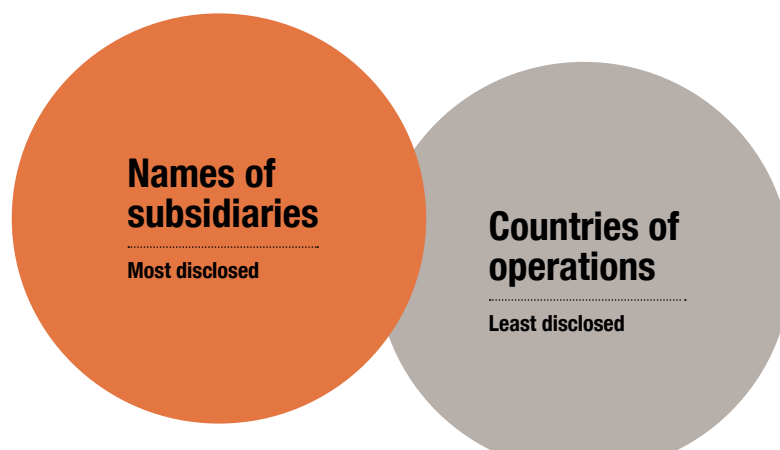 Names of
subsidiaries
Most disclosed
Countries of
operations
Least disclosed